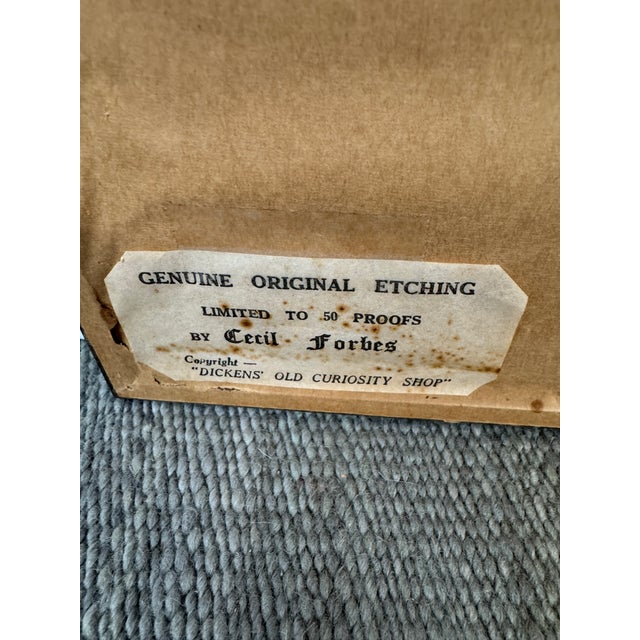 GENUINE ORIGINAL ETCHING
LIMITED TO 50 PROOFS
BY Cecil Forbes
Copyright —
"DICKENS' OLD CURIOSITY SHOP"